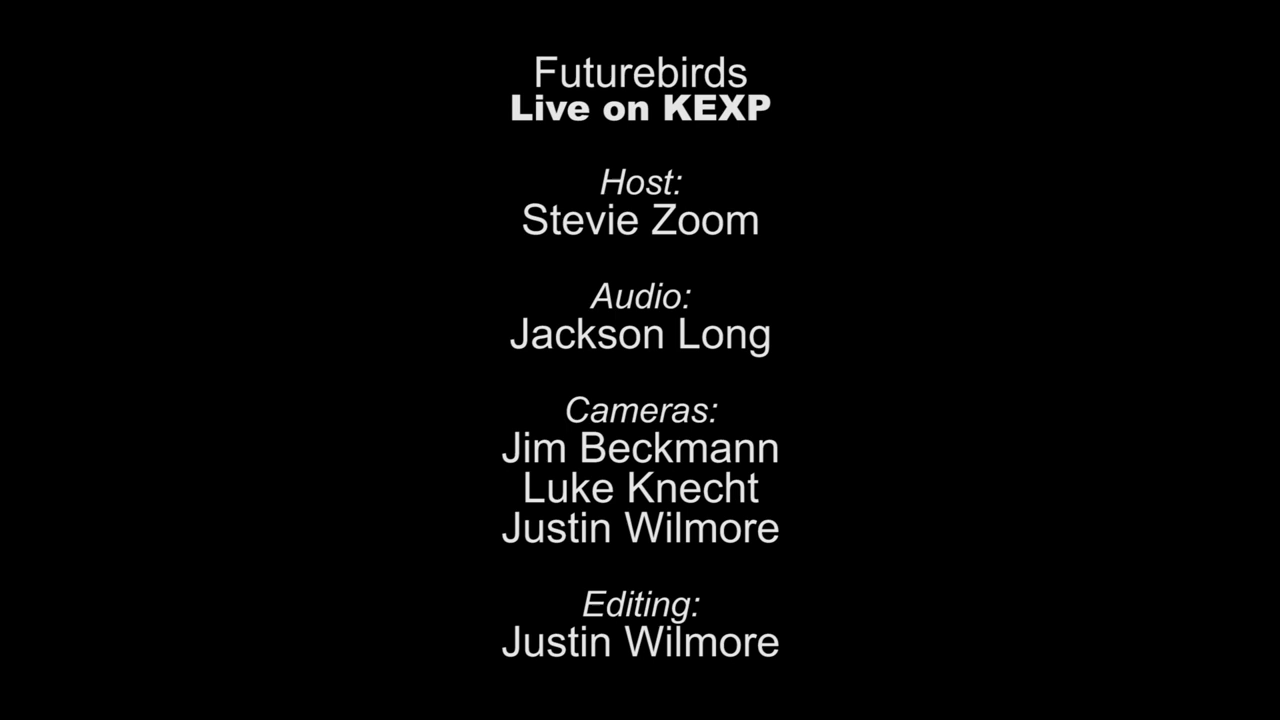 Futurebirds
Live on KEXP
Host:
Stevie Zoom
Audio:
Jackson Long
Cameras:
Jim Beckmann
Luke Knecht
Justin Wilmore
Editing:
Justin Wilmore